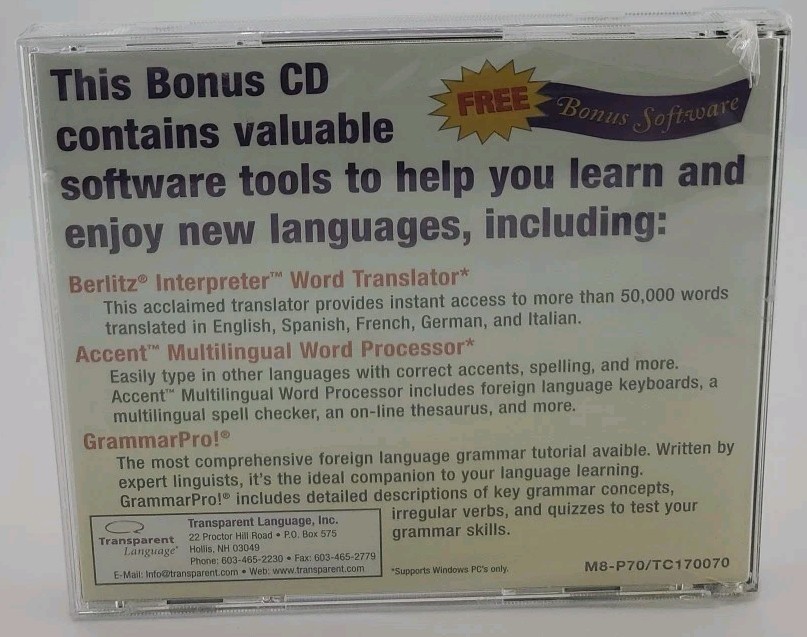 This Bonus CD
contains valuable
FREE Bonus Software
software tools to help you learn and
enjoy new languages, including:
Berlitz® Interpreter™ Word Translator*
This acclaimed translator provides instant access to more than 50,000 words
translated in English, Spanish, French, German, and Italian.
Accent™ Multilingual Word Processor*
Easily type in other languages with correct accents, spelling, and more.
Accent™ Multilingual Word Processor includes foreign language keyboards, a
multilingual spell checker, an on-line thesaurus, and more.
GrammarPro!®
The most comprehensive foreign language grammar tutorial avaible. Written by
expert linguists, it's the ideal companion to your language learning.
GrammarPro!® includes detailed descriptions of key grammar concepts,
irregular verbs, and quizzes to test your
grammar skills.
Transparent
Language®
Transparent Language, Inc.
22 Proctor Hill Road • P.O. Box 575
Hollis, NH 03049
Phone: 603-465-2230 • Fax: 603-465-2779
E-Mail: Info@transparent.com • Web: www.transparent.com
*Supports Windows PC's only.
M8-P70/TC170070